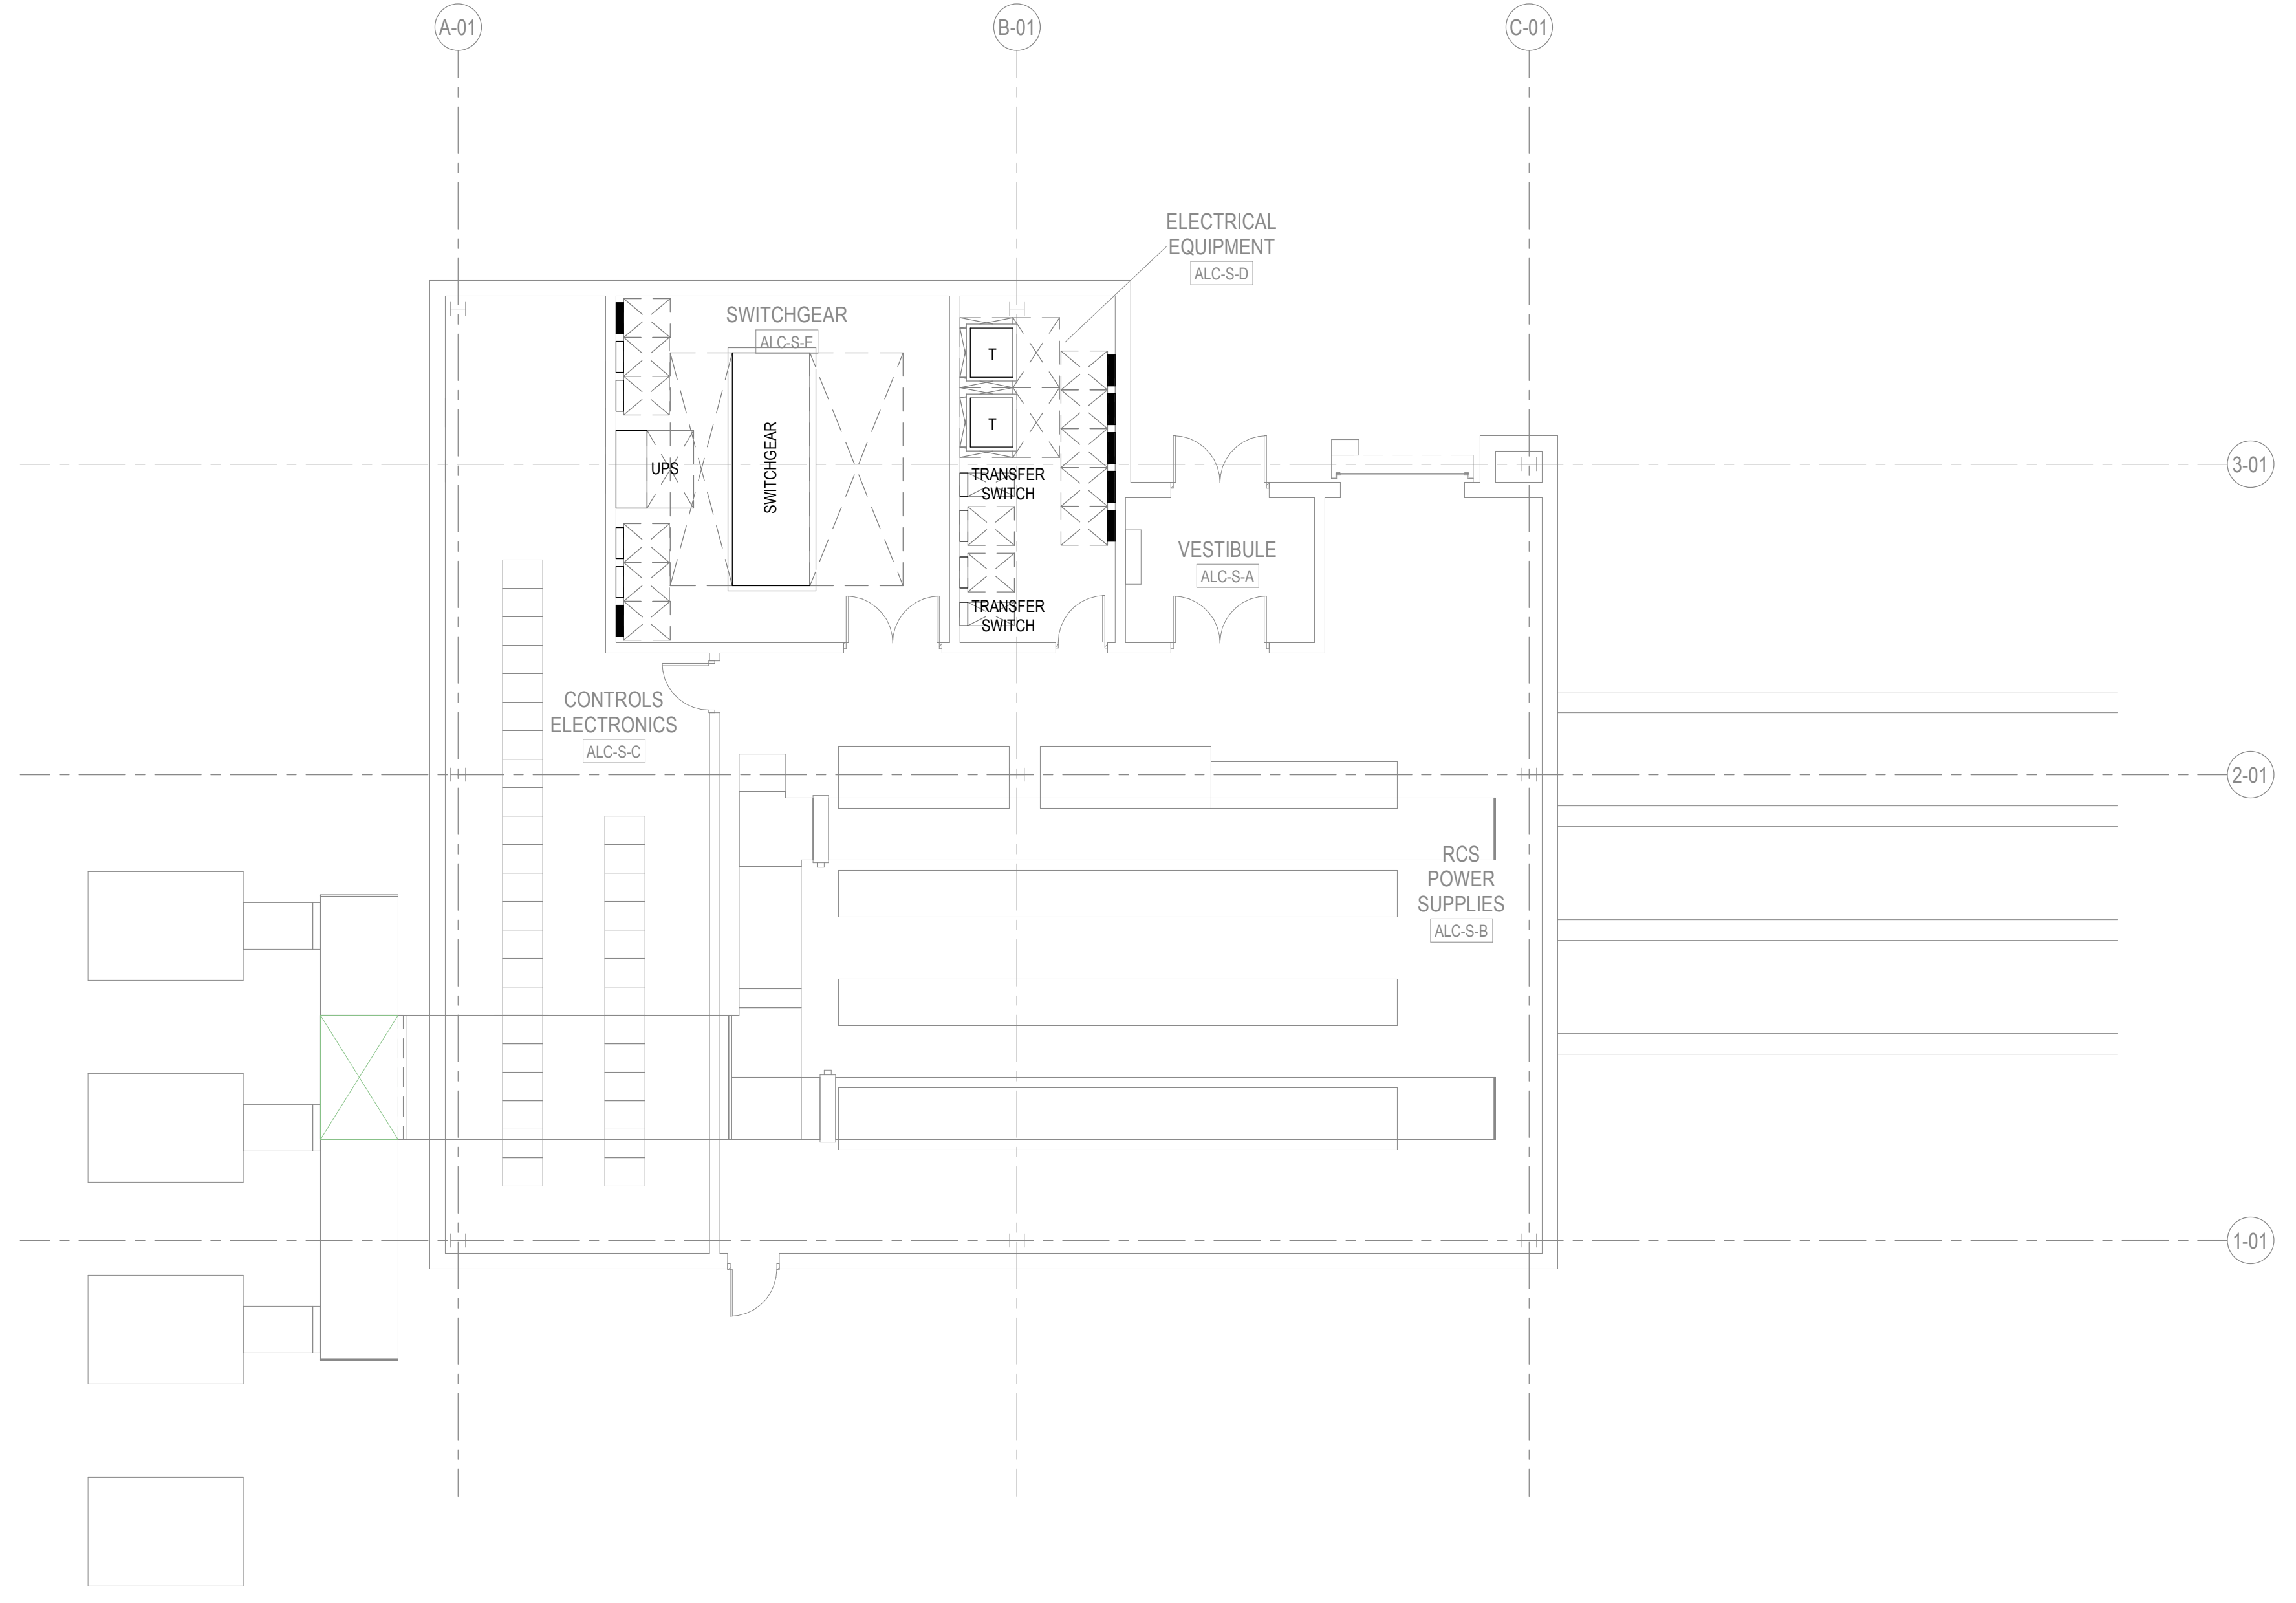 A-01
B-01
C-01
ELECTRICAL
EQUIPMENT
ALC-S-D
SWITCHGEAR
ALC-S-E
T
T
SWITCHGEAR
UPS
TRANSFER
SWITCH
3-01
VESTIBULE
ALC-S-A
TRANSFER
SWITCH
CONTROLS
ELECTRONICS
ALC-S-C
2-01
RCS
POWER
SUPPLIES
ALC-S-B
1-01